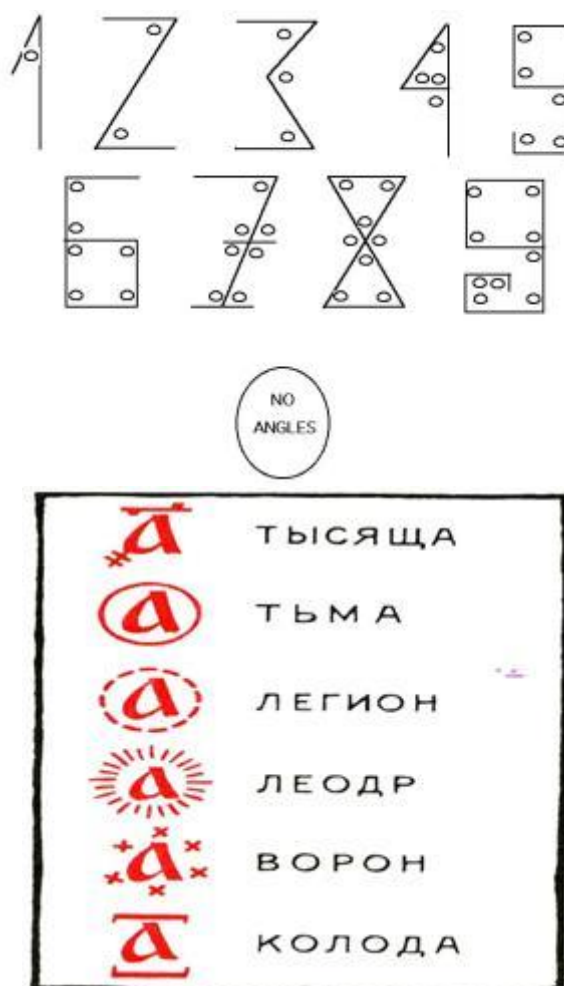 1 2 3 4 5
6 7 8 9
NO
ANGLES
҂а ТЫСЯЩА
а ТЬМА
а ЛЕГИОН
а ЛЕОДР
а ВОРОН
а КОЛОДА